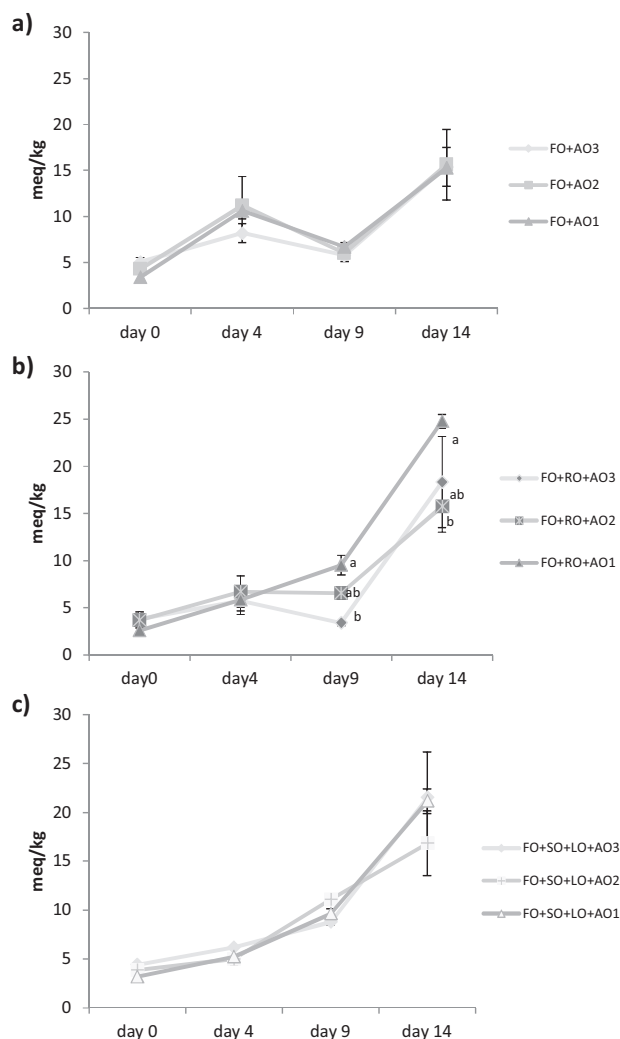 a)
meq/kg
30
25
20
15
10
5
0
day 0 day 4 day 9 day 14
FO+AO3
FO+AO2
FO+AO1
b)
meq/kg
30
25
20
15
10
5
0
a
ab
b
a
ab
b
day0 day4 day9 day 14
FO+RO+AO3
FO+RO+AO2
FO+RO+AO1
c)
meq/kg
30
25
20
15
10
5
0
day 0 day 4 day 9 day 14
FO+SO+LO+AO3
FO+SO+LO+AO2
FO+SO+LO+AO1